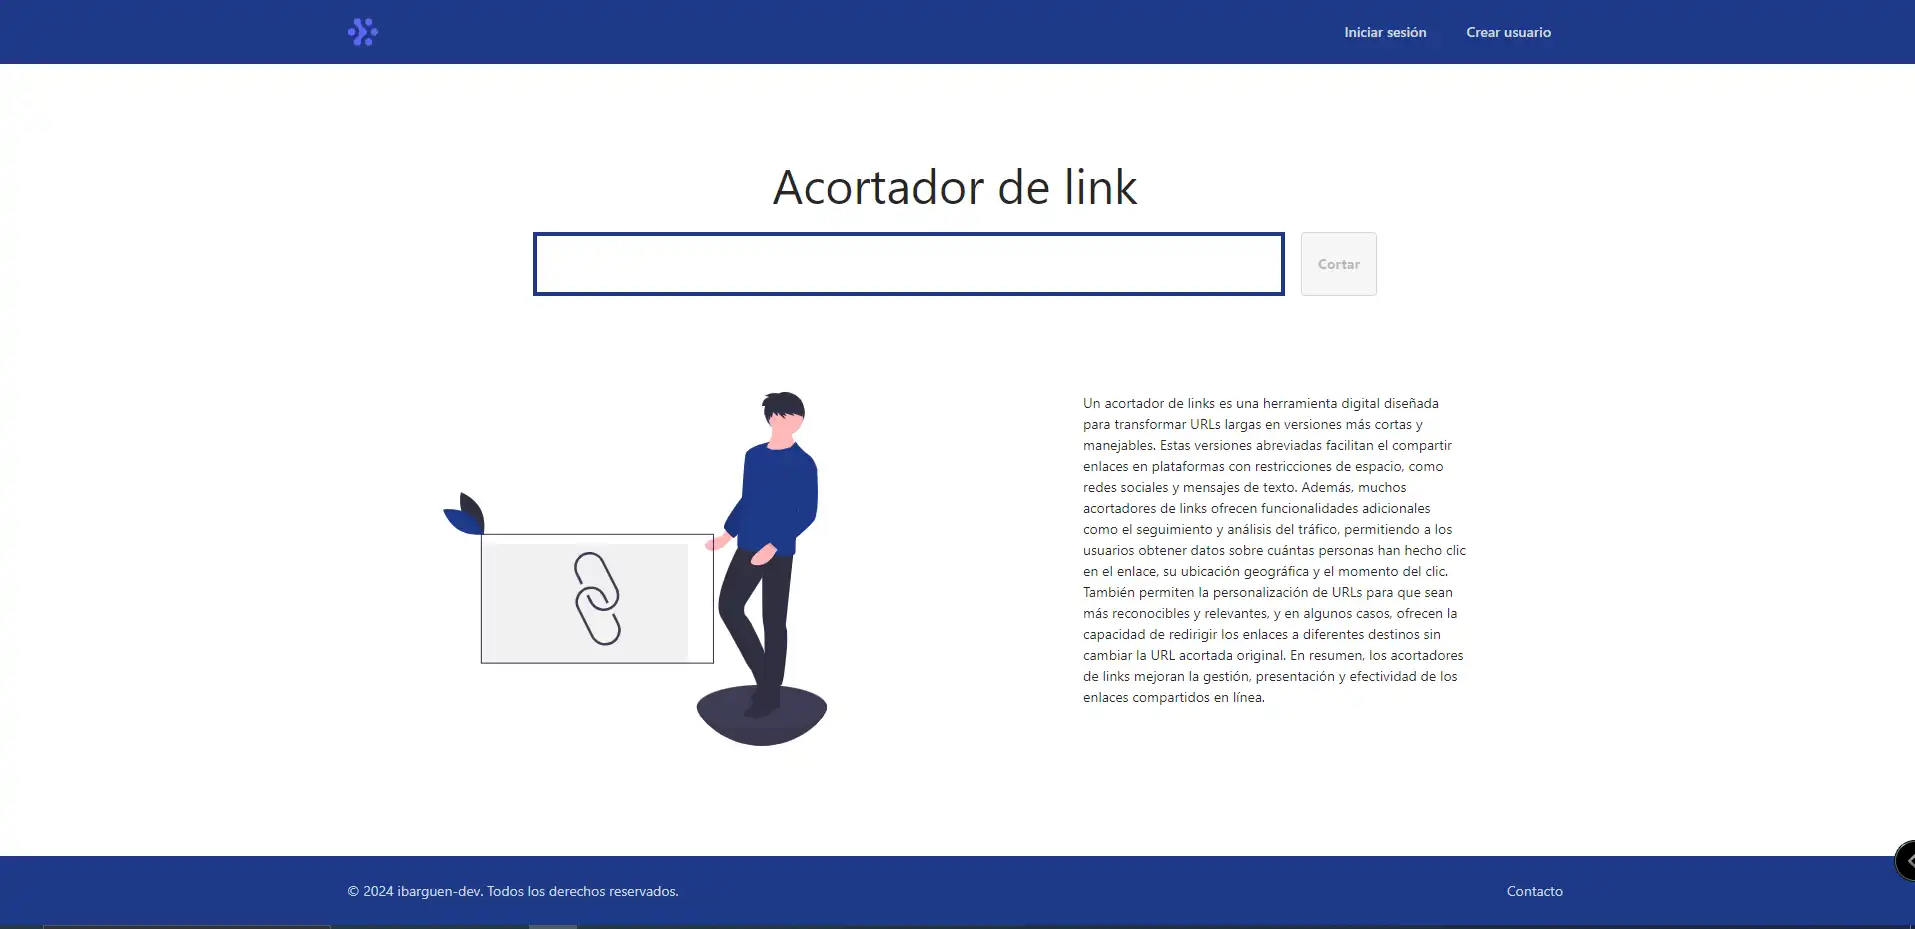 Iniciar sesión Crear usuario
Acortador de link
Cortar
Un acortador de links es una herramienta digital diseñada
para transformar URLs largas en versiones más cortas y
manejables. Estas versiones abreviadas facilitan el compartir
enlaces en plataformas con restricciones de espacio, como
redes sociales y mensajes de texto. Además, muchos
acortadores de links ofrecen funcionalidades adicionales
como el seguimiento y análisis del tráfico, permitiendo a los
usuarios obtener datos sobre cuántas personas han hecho clic
en el enlace, su ubicación geográfica y el momento del clic.
También permiten la personalización de URLs para que sean
más reconocibles y relevantes, y en algunos casos, ofrecen la
capacidad de redirigir los enlaces a diferentes destinos sin
cambiar la URL acortada original. En resumen, los acortadores
de links mejoran la gestión, presentación y efectividad de los
enlaces compartidos en línea.
© 2024 ibarguen-dev. Todos los derechos reservados. Contacto